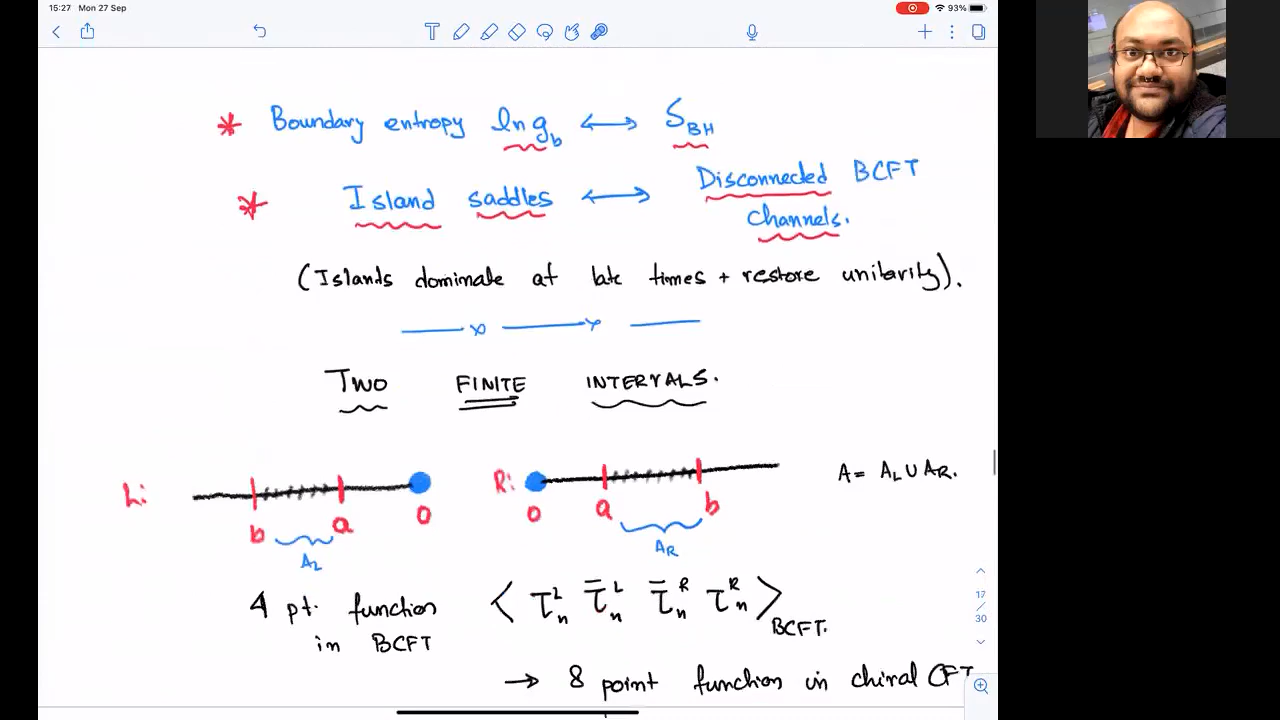 15:27 Mon 27 Sep
93%
* Boundary entropy ln g_b ⟷ S_BH
* Island saddles ⟷ Disconnected BCFT
Channels.
(Islands dominate at late times + restore unitarity).
TWO FINITE INTERVALS.
L: b a 0
A_L
R: 0 a b
A_R
A = A_L ∪ A_R.
4 pt. function
in BCFT
⟨ τ_n^L τ̄_n^L τ̄_n^R τ_n^R ⟩_BCFT.
→ 8 point function in chiral CFT
17
/
30